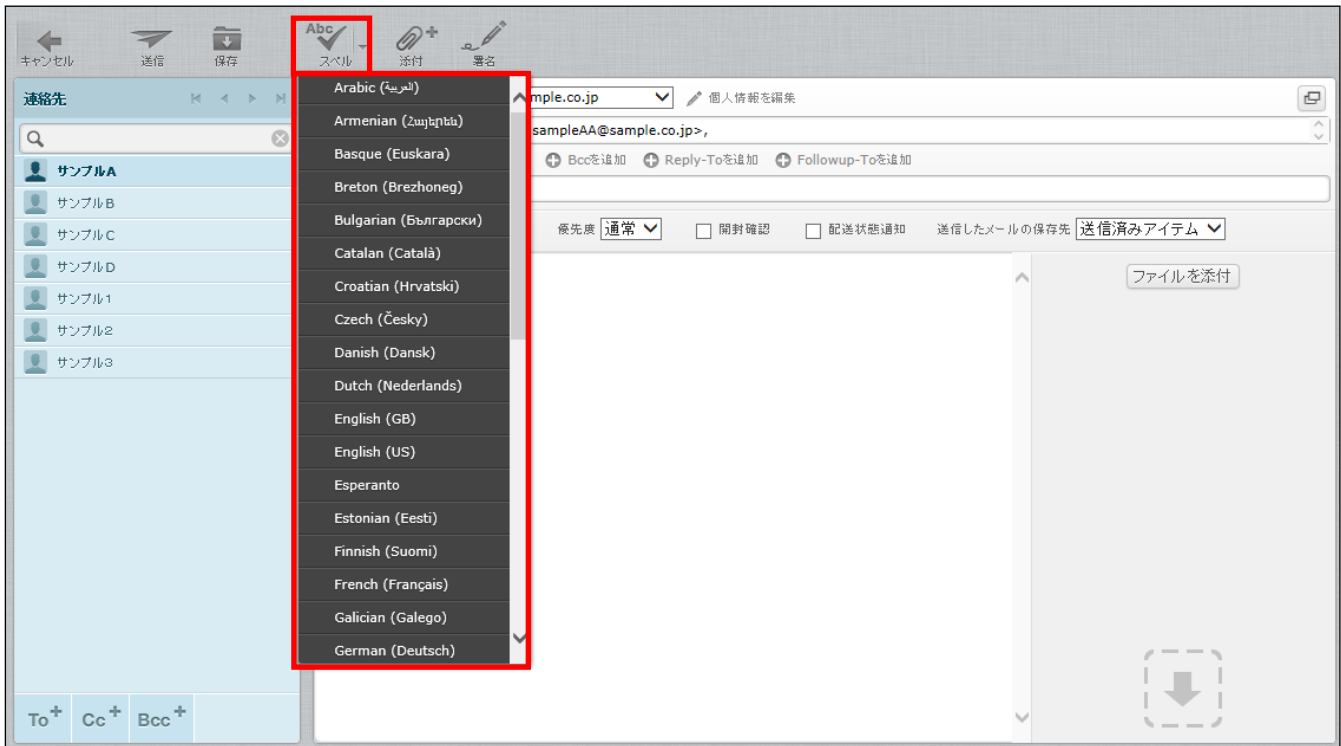 Abc
キャンセル 送信 保存 スペル 添付 署名
連絡先
mple.co.jp 個人情報を編集
sampleAA@sample.co.jp>,
Bccを追加 Reply-Toを追加 Followup-Toを追加
優先度 通常 開封確認 配送状態通知 送信したメールの保存先 送信済みアイテム
ファイルを添付
サンプルA
サンプルB
サンプルC
サンプルD
サンプル1
サンプル2
サンプル3
Arabic (العربية)
Armenian (Հայերեն)
Basque (Euskara)
Breton (Brezhoneg)
Bulgarian (Български)
Catalan (Català)
Croatian (Hrvatski)
Czech (Česky)
Danish (Dansk)
Dutch (Nederlands)
English (GB)
English (US)
Esperanto
Estonian (Eesti)
Finnish (Suomi)
French (Français)
Galician (Galego)
German (Deutsch)
To+ Cc+ Bcc+